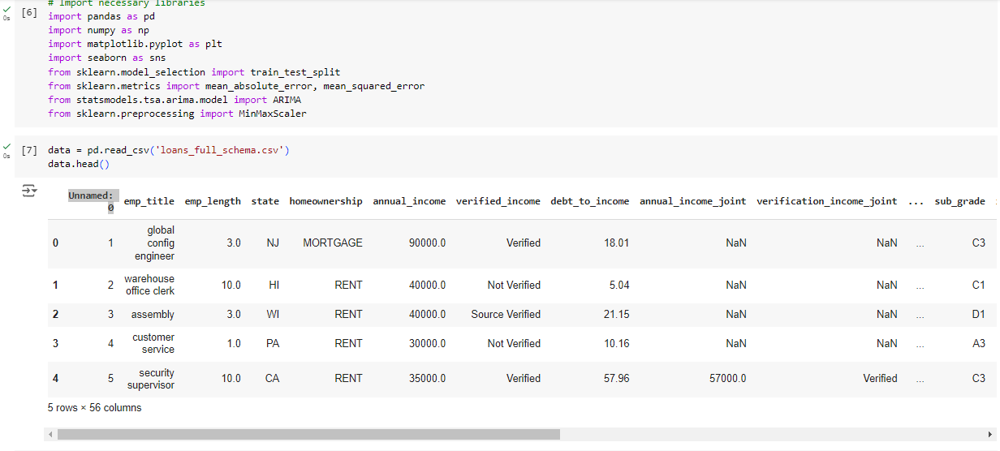 # Import necessary libraries
[6] import pandas as pd
0s
import numpy as np
import matplotlib.pyplot as plt
import seaborn as sns
from sklearn.model_selection import train_test_split
from sklearn.metrics import mean_absolute_error, mean_squared_error
from statsmodels.tsa.arima.model import ARIMA
from sklearn.preprocessing import MinMaxScaler
[7] data = pd.read_csv('loans_full_schema.csv')
0s
data.head()
Unnamed: 0 emp_title emp_length state homeownership annual_income verified_income debt_to_income annual_income_joint verification_income_joint ... sub_grade
0 1 global config engineer 3.0 NJ MORTGAGE 90000.0 Verified 18.01 NaN NaN ... C3
1 2 warehouse office clerk 10.0 HI RENT 40000.0 Not Verified 5.04 NaN NaN ... C1
2 3 assembly 3.0 WI RENT 40000.0 Source Verified 21.15 NaN NaN ... D1
3 4 customer service 1.0 PA RENT 30000.0 Not Verified 10.16 NaN NaN ... A3
4 5 security supervisor 10.0 CA RENT 35000.0 Verified 57.96 57000.0 Verified ... C3
5 rows × 56 columns